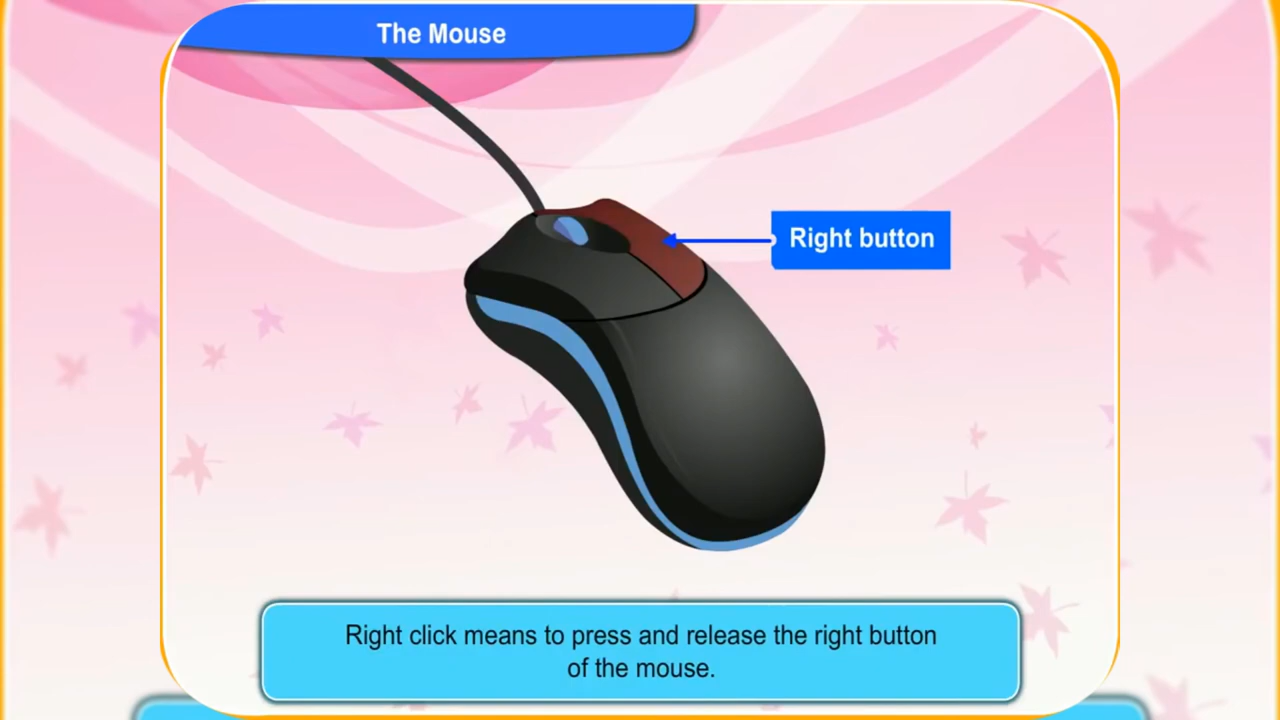 The Mouse
Right button
Right click means to press and release the right button
of the mouse.